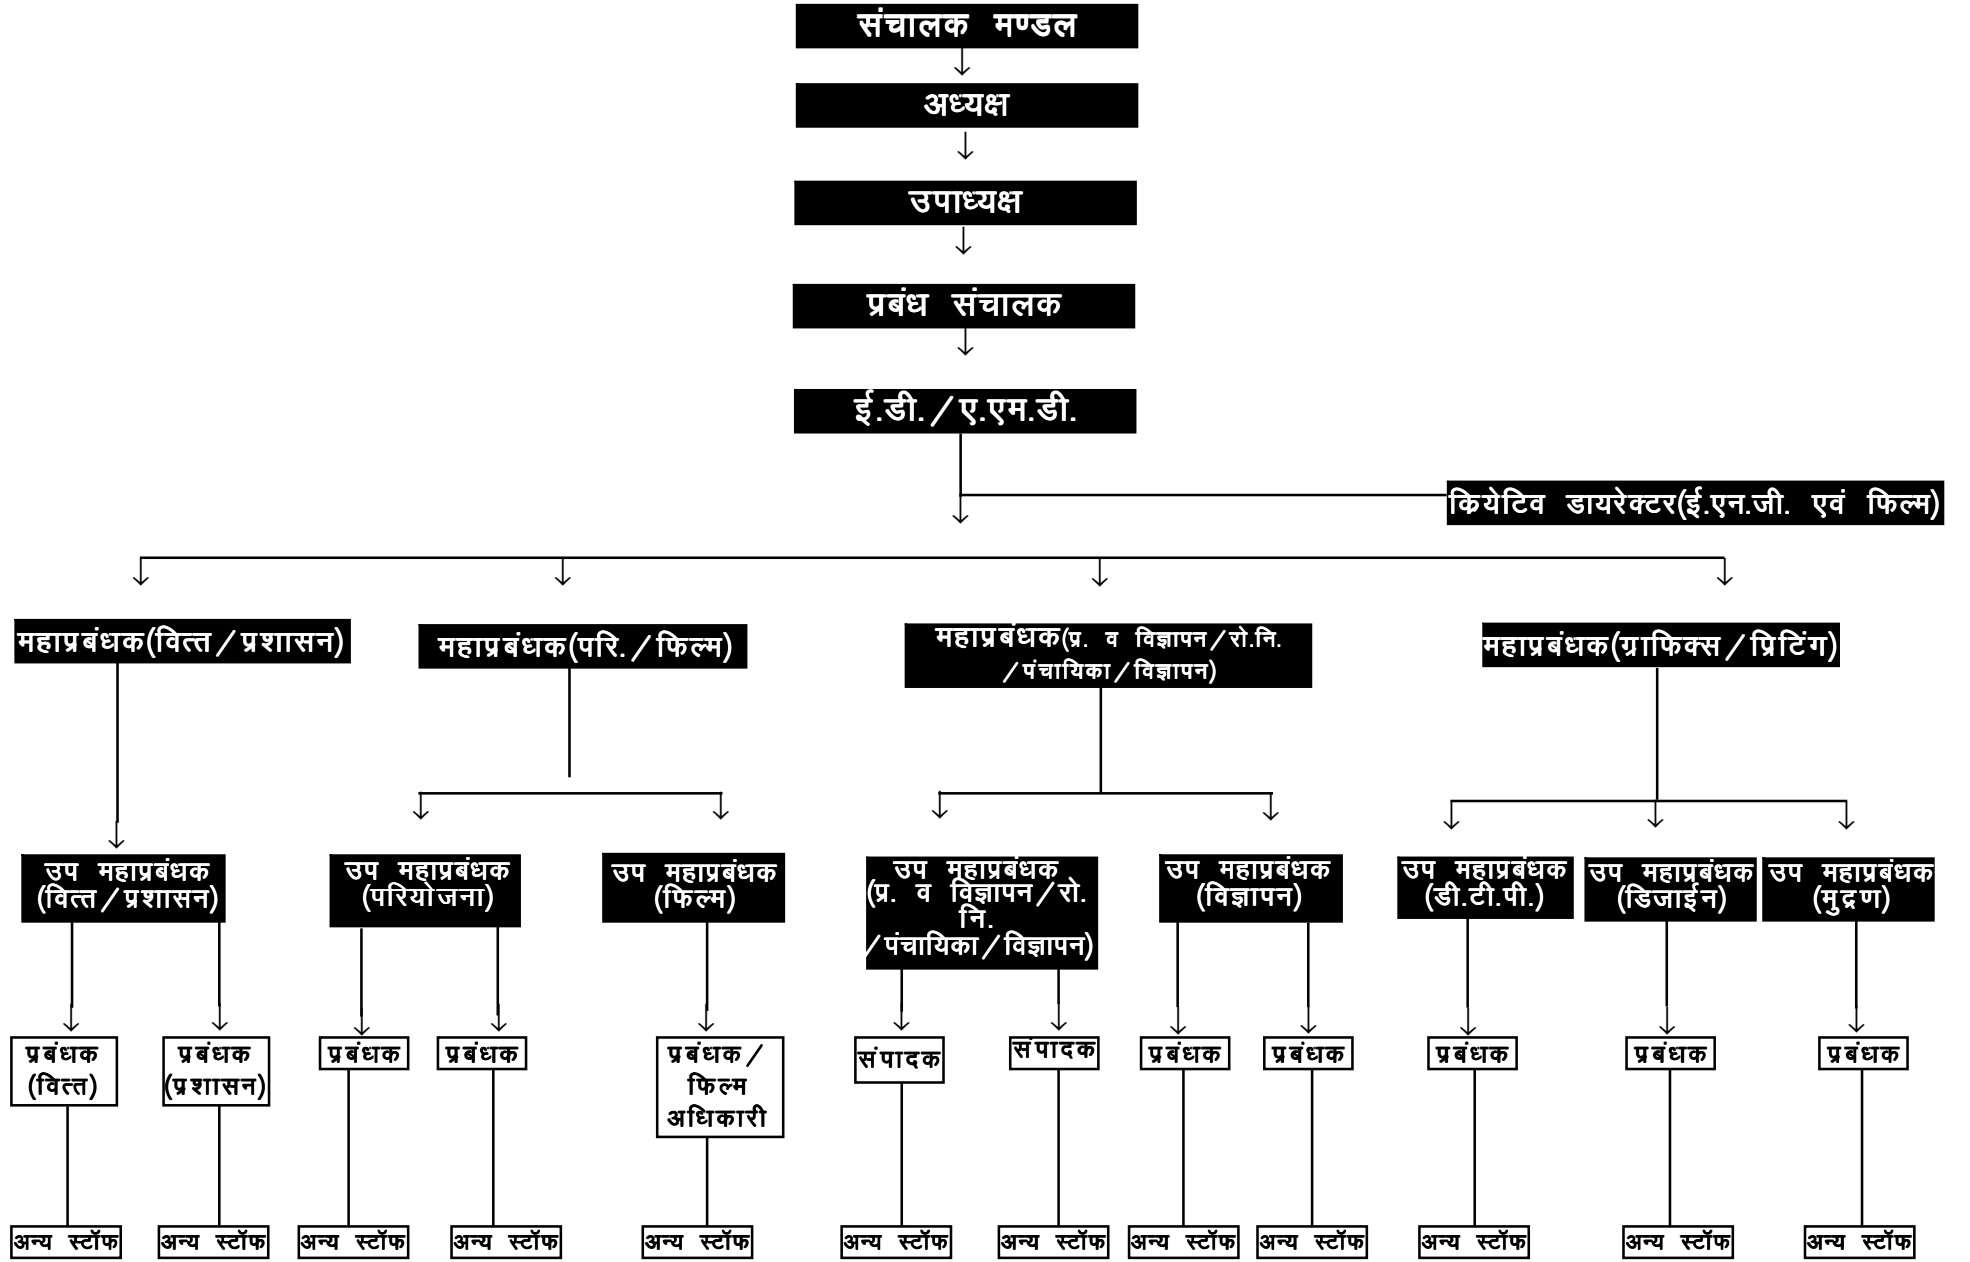 संचालक मण्डल
अध्यक्ष
उपाध्यक्ष
प्रबंध संचालक
ई.डी./ए.एम.डी.
कियेटिव डायरेक्टर(ई.एन.जी. एवं फिल्म)
महाप्रबंधक(वित्त/प्रशासन)
महाप्रबंधक(परि./फिल्म)
महाप्रबंधक(प्र. व विज्ञापन/रो.नि.
/पंचायिका/विज्ञापन)
महाप्रबंधक(ग्राफिक्स/प्रिटिंग)
उप महाप्रबंधक
(वित्त/प्रशासन)
उप महाप्रबंधक
(परियोजना)
उप महाप्रबंधक
(फिल्म)
उप महाप्रबंधक
(प्र. व विज्ञापन/रो.
नि.
/पंचायिका/विज्ञापन)
उप महाप्रबंधक
(विज्ञापन)
उप महाप्रबंधक
(डी.टी.पी.)
उप महाप्रबंधक
(डिजाईन)
उप महाप्रबंधक
(मुद्रण)
प्रबंधक
(वित्त)
प्रबंधक
(प्रशासन)
प्रबंधक
प्रबंधक
प्रबंधक/
फिल्म
अधिकारी
संपादक
संपादक
प्रबंधक
प्रबंधक
प्रबंधक
प्रबंधक
प्रबंधक
अन्य स्टॉफ
अन्य स्टॉफ
अन्य स्टॉफ
अन्य स्टॉफ
अन्य स्टॉफ
अन्य स्टॉफ
अन्य स्टॉफ
अन्य स्टॉफ
अन्य स्टॉफ
अन्य स्टॉफ
अन्य स्टॉफ
अन्य स्टॉफ